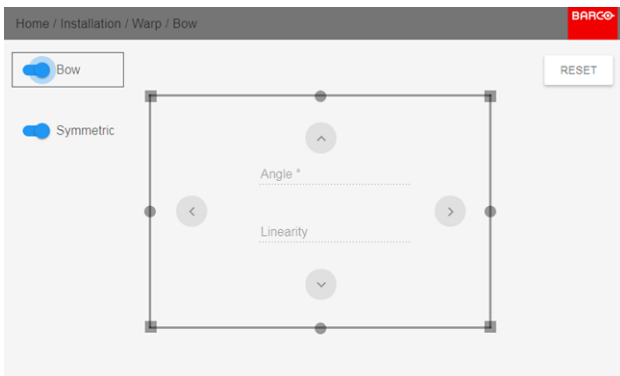 Home / Installation / Warp / Bow
BARCO
Bow
RESET
Symmetric
Angle *
Linearity